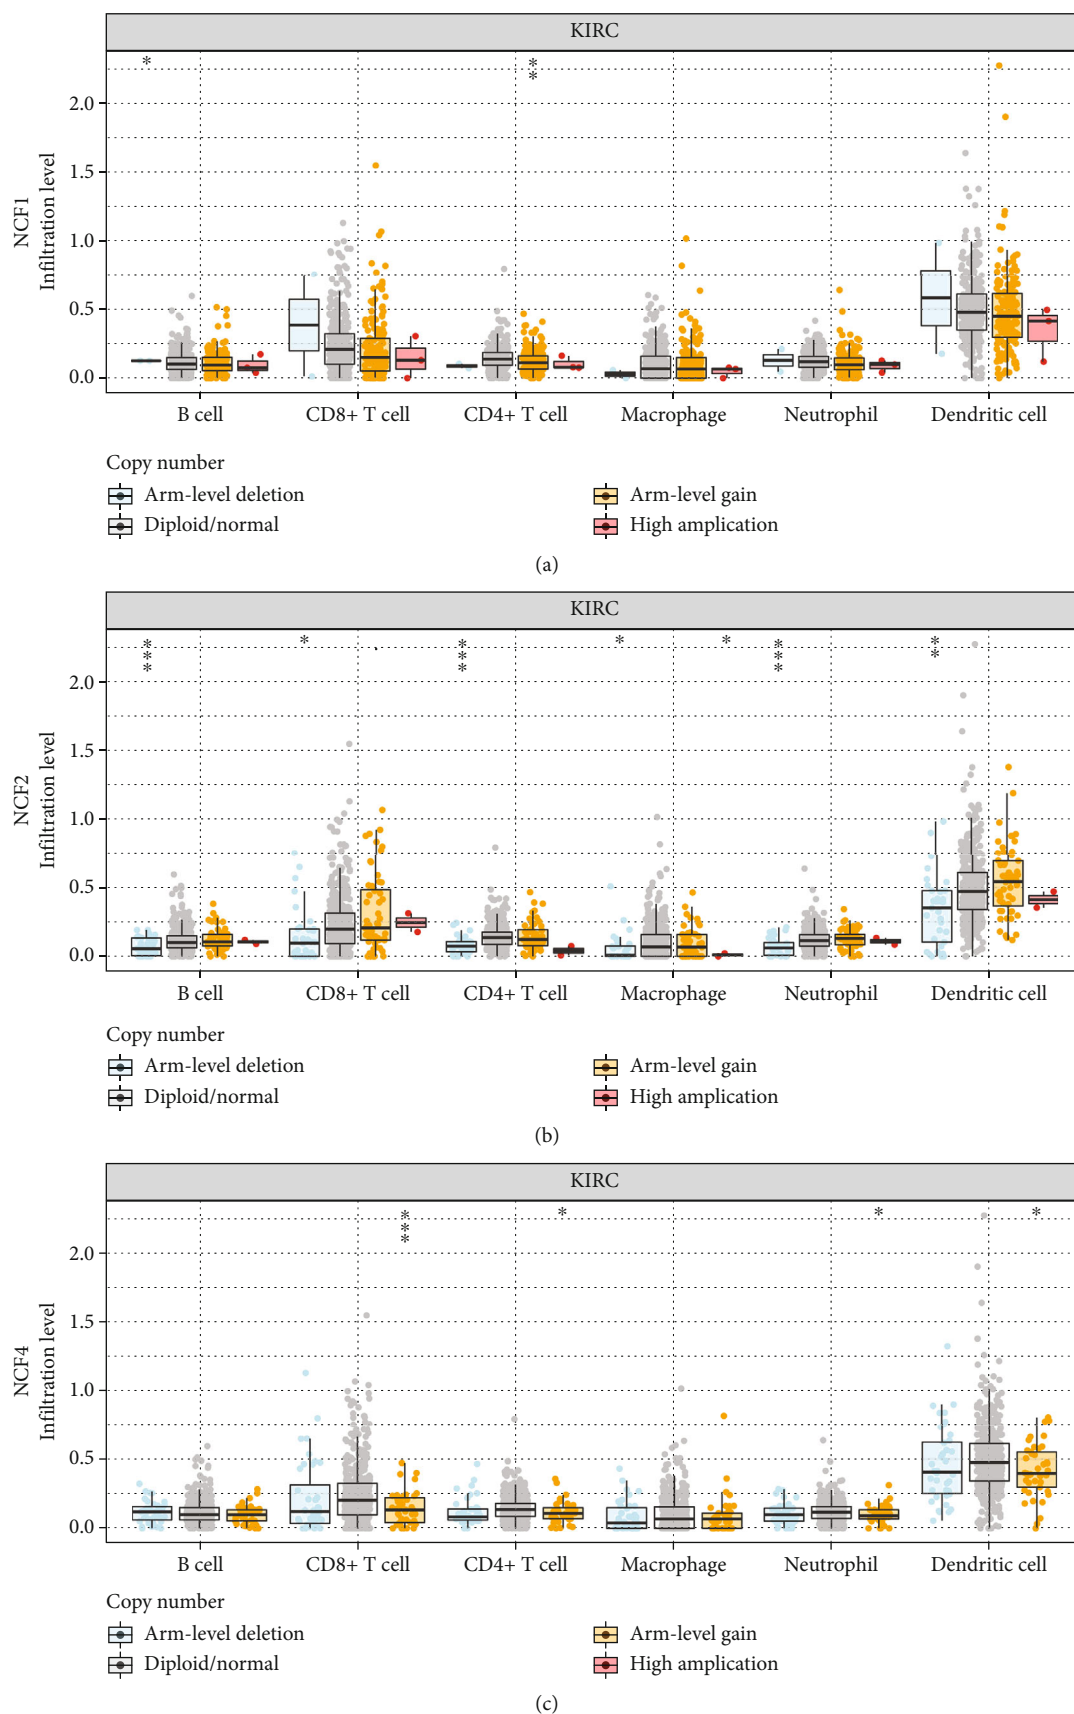 KIRC
*
* *
2.0
1.5
1.0
0.5
0.0
NCF1
Infiltration level
B cell CD8+ T cell CD4+ T cell Macrophage Neutrophil Dendritic cell
Copy number
Arm-level deletion Arm-level gain
Diploid/normal High amplication
(a)
KIRC
* * * * * * * * * * * * * *
2.0
1.5
1.0
0.5
0.0
NCF2
Infiltration level
B cell CD8+ T cell CD4+ T cell Macrophage Neutrophil Dendritic cell
Copy number
Arm-level deletion Arm-level gain
Diploid/normal High amplication
(b)
KIRC
* * * * * *
2.0
1.5
1.0
0.5
0.0
NCF4
Infiltration level
B cell CD8+ T cell CD4+ T cell Macrophage Neutrophil Dendritic cell
Copy number
Arm-level deletion Arm-level gain
Diploid/normal High amplication
(c)